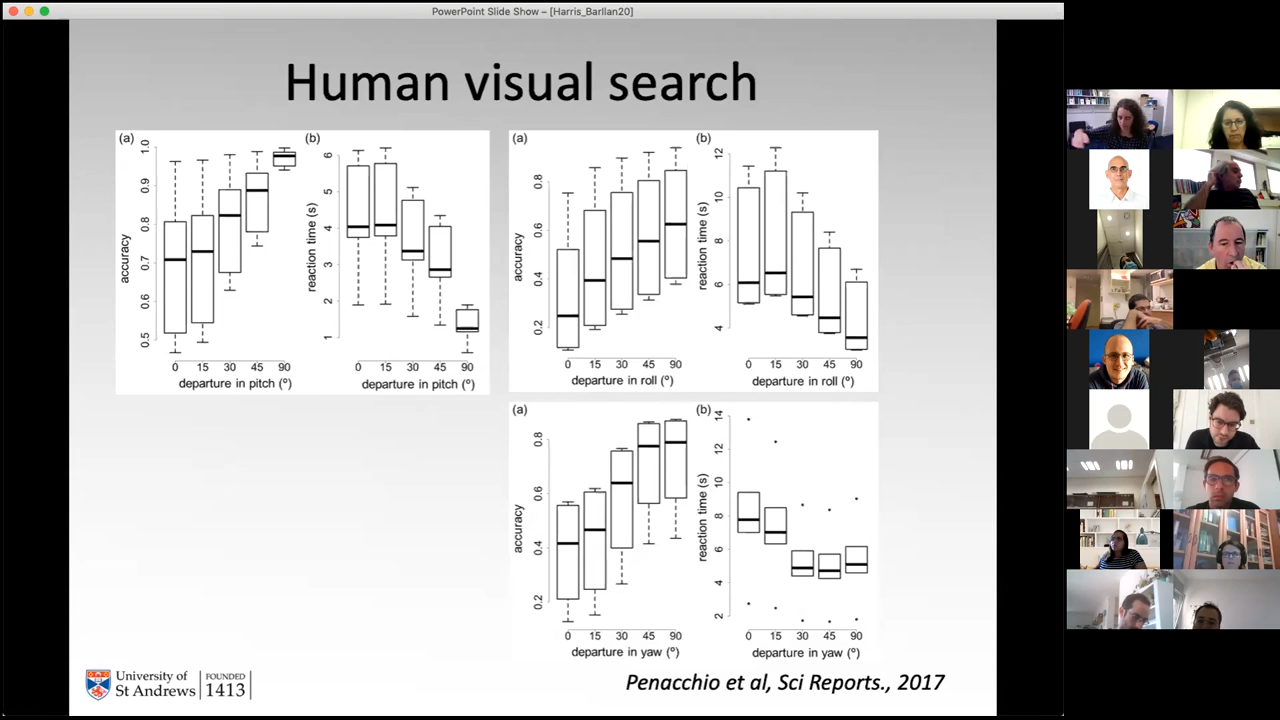 PowerPoint Slide Show – [Harris_BarIlan20]
Human visual search
(a)
accuracy
1.0
0.9
0.8
0.7
0.6
0.5
0 15 30 45 90
departure in pitch (º)
(b)
reaction time (s)
6
5
4
3
2
1
0 15 30 45 90
departure in pitch (º)
(a)
accuracy
0.8
0.6
0.4
0.2
0 15 30 45 90
departure in roll (º)
(b)
reaction time (s)
12
10
8
6
4
0 15 30 45 90
departure in roll (º)
(a)
accuracy
0.8
0.6
0.4
0.2
0 15 30 45 90
departure in yaw (º)
(b)
reaction time (s)
14
12
10
8
6
4
2
0 15 30 45 90
departure in yaw (º)
University of
St Andrews
FOUNDED
1413
Penacchio et al, Sci Reports., 2017